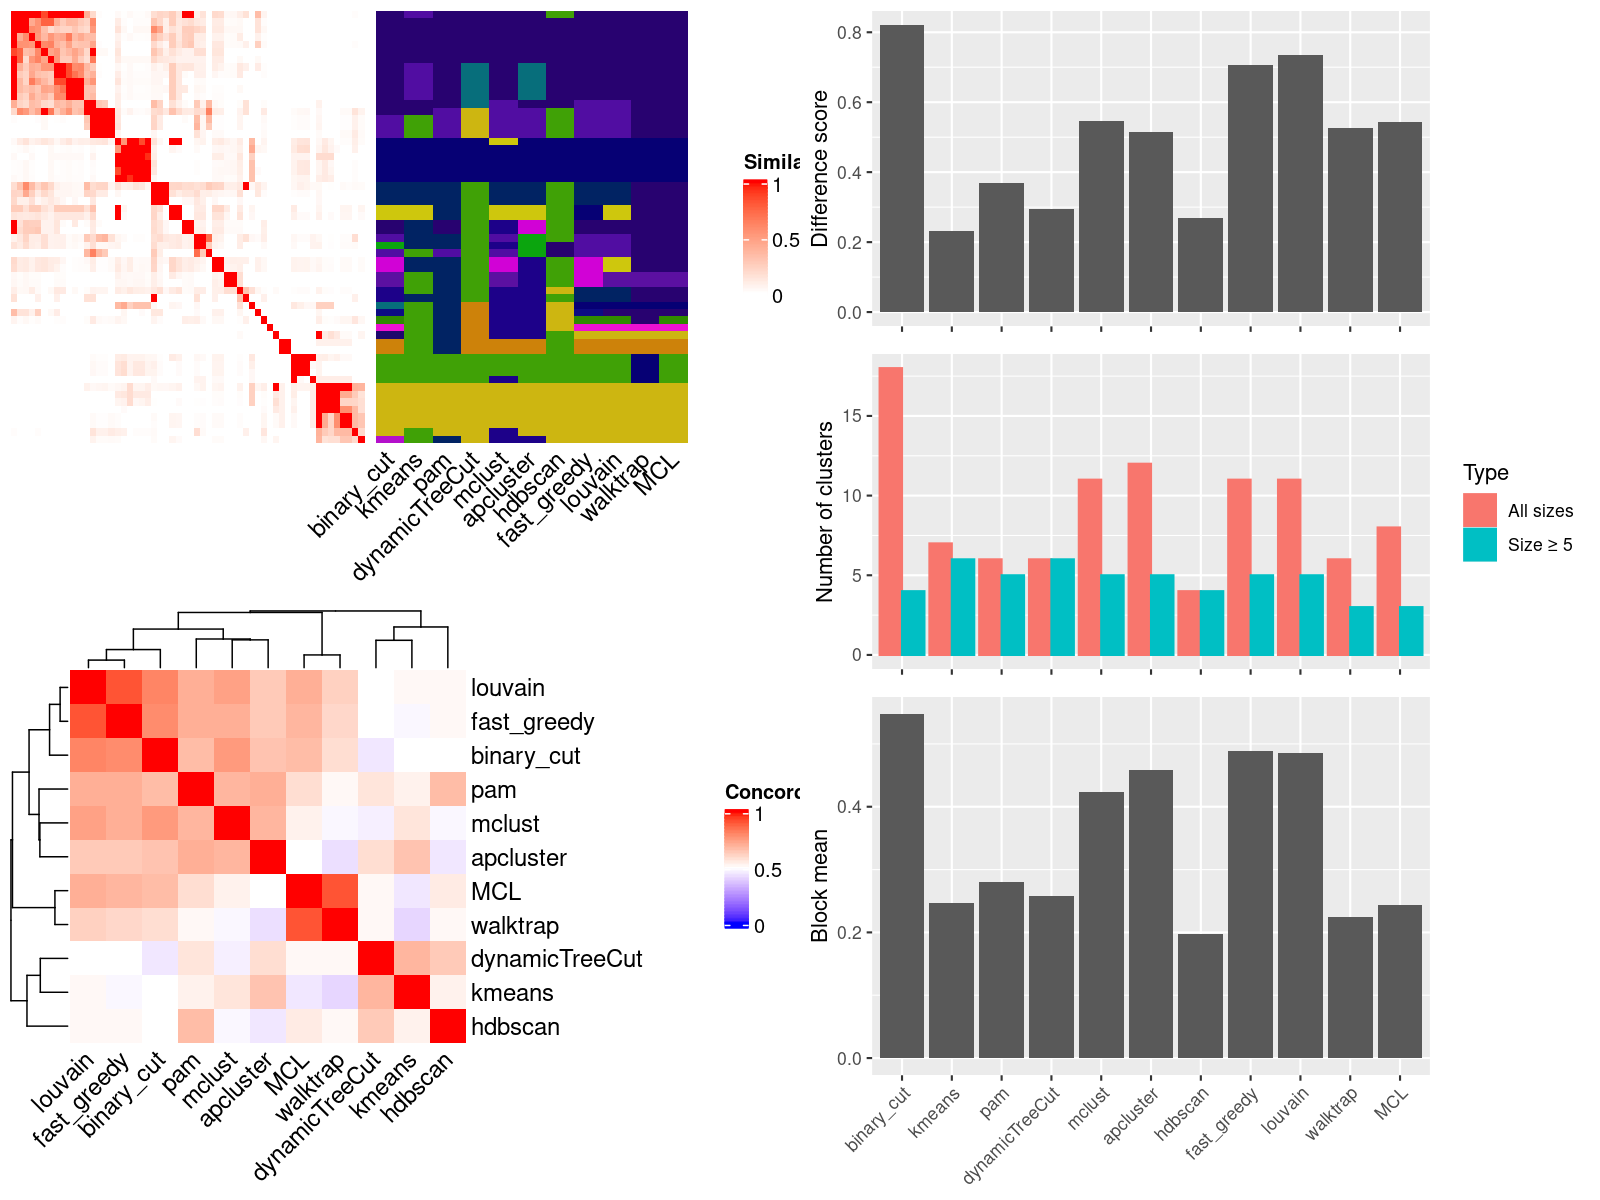 Simila
1
0.5
0
binary_cut
kmeans
pam
dynamicTreeCut
mclust
apcluster
hdbscan
fast_greedy
louvain
walktrap
MCL
louvain
fast_greedy
binary_cut
pam
mclust
apcluster
MCL
walktrap
dynamicTreeCut
kmeans
hdbscan
louvain
fast_greedy
binary_cut
pam
mclust
apcluster
MCL
walktrap
dynamicTreeCut
kmeans
hdbscan
Concord
1
0.5
0
Difference score
0.8
0.6
0.4
0.2
0.0
Number of clusters
15
10
5
0
Type
All sizes
Size ≥ 5
Block mean
0.4
0.2
0.0
binary_cut
kmeans
pam
dynamicTreeCut
mclust
apcluster
hdbscan
fast_greedy
louvain
walktrap
MCL